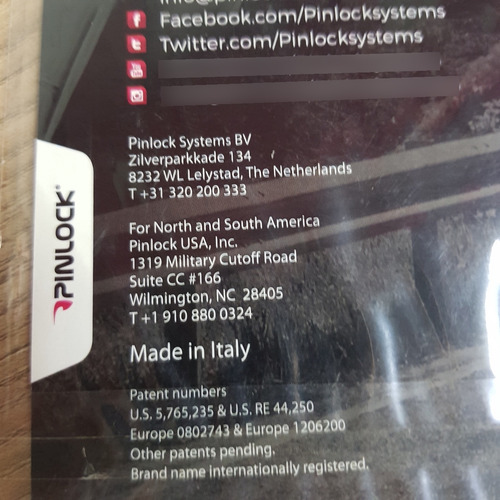 Facebook.com/Pinlocksystems
Twitter.com/Pinlocksystems
Pinlock Systems BV
Zilverparkkade 134
8232 WL Lelystad, The Netherlands
T +31 320 200 333
For North and South America
Pinlock USA, Inc.
1319 Military Cutoff Road
Suite CC #166
Wilmington, NC 28405
T +1 910 880 0324
Made in Italy
Patent numbers
U.S. 5,765,235 & U.S. RE 44,250
Europe 0802743 & Europe 1206200
Other patents pending.
Brand name internationally registered.
PINLOCK®